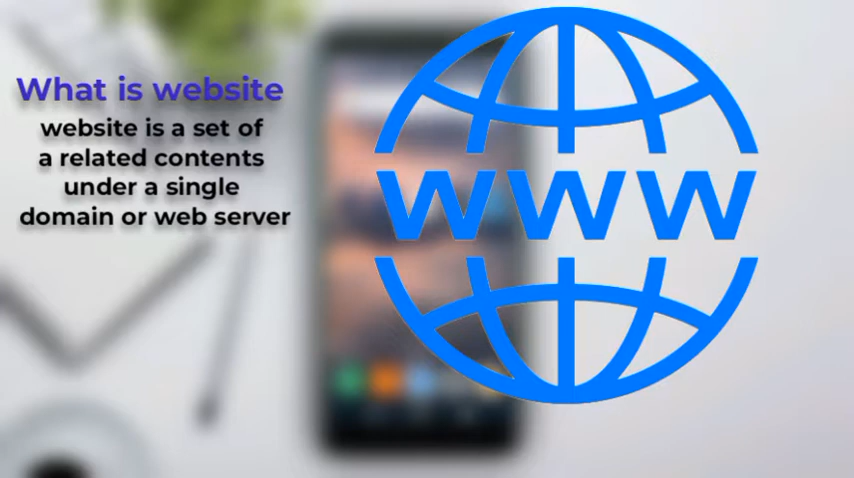 What is website
website is a set of
a related contents
under a single
domain or web server
www